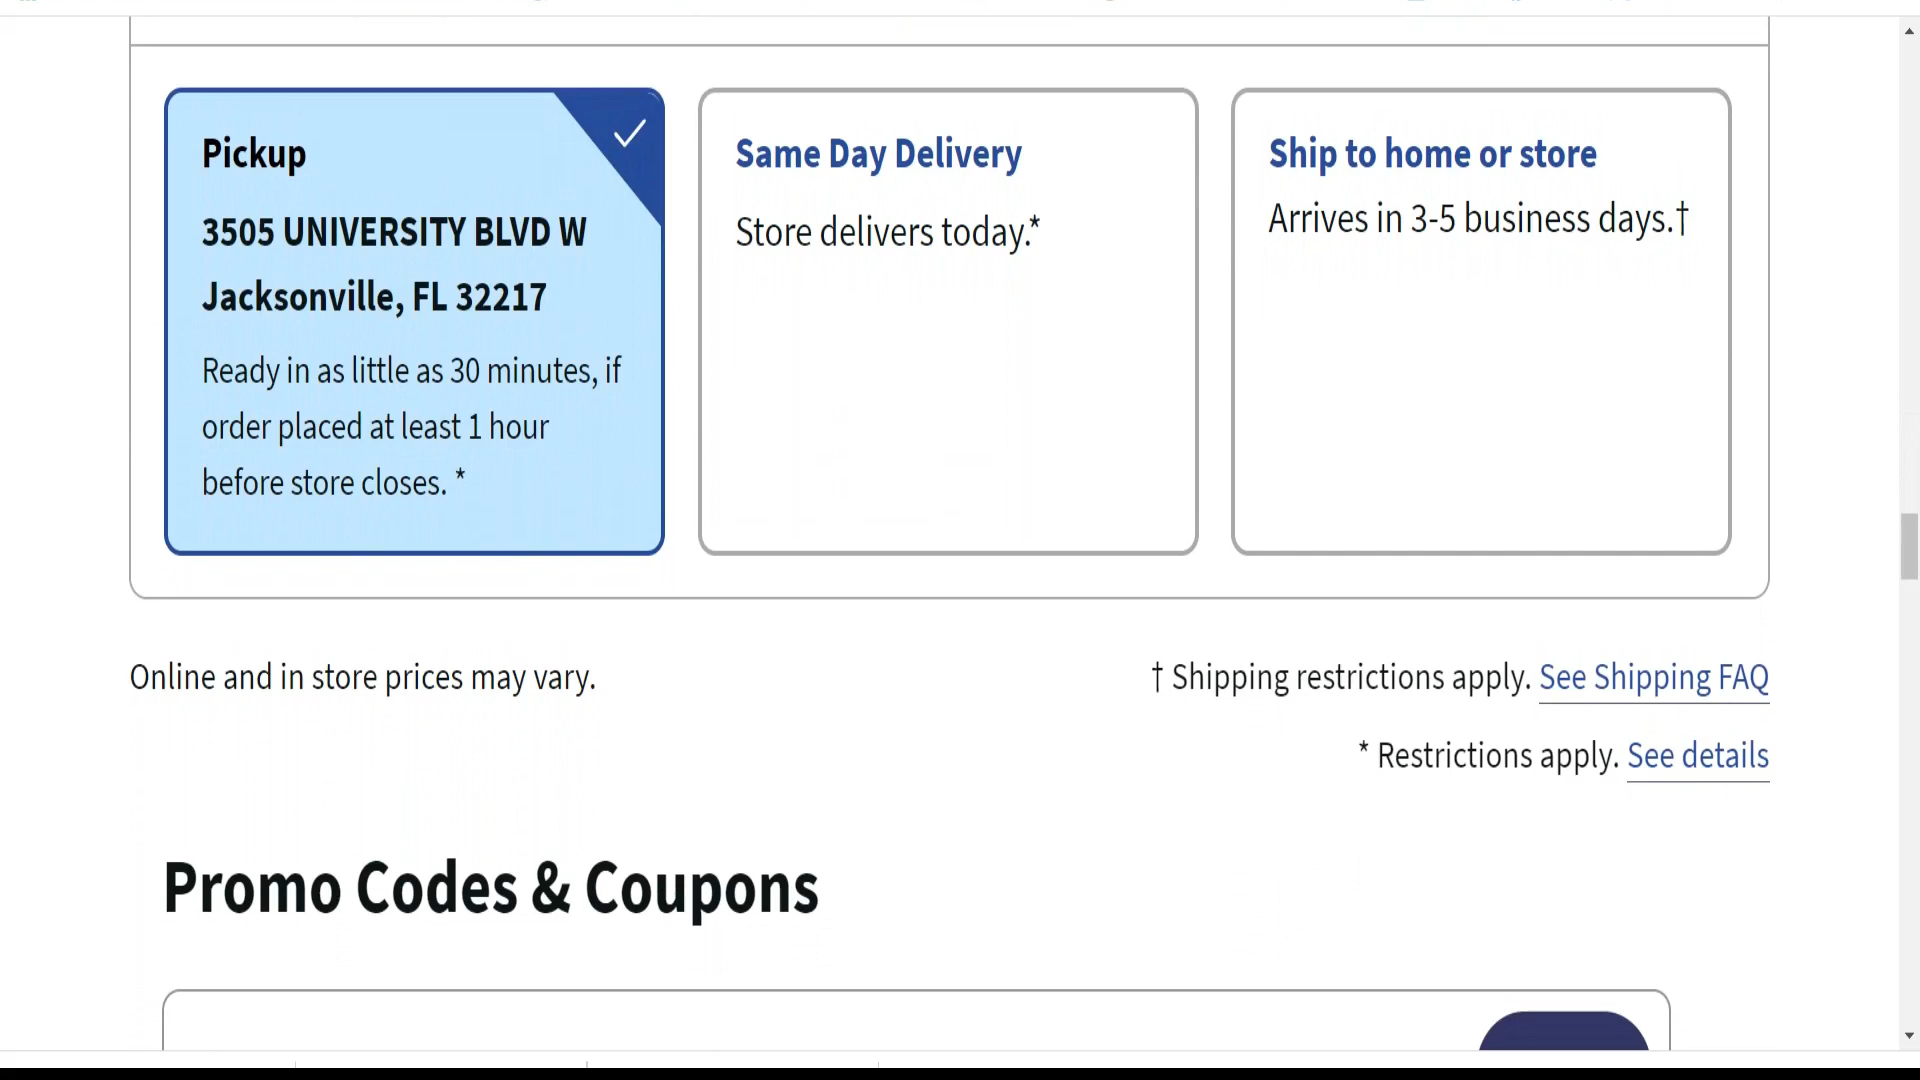 Pickup
3505 UNIVERSITY BLVD W
Jacksonville, FL 32217
Ready in as little as 30 minutes, if
order placed at least 1 hour
before store closes. *
Same Day Delivery
Store delivers today.*
Ship to home or store
Arrives in 3-5 business days.†
Online and in store prices may vary.
† Shipping restrictions apply. See Shipping FAQ
* Restrictions apply. See details
Promo Codes & Coupons